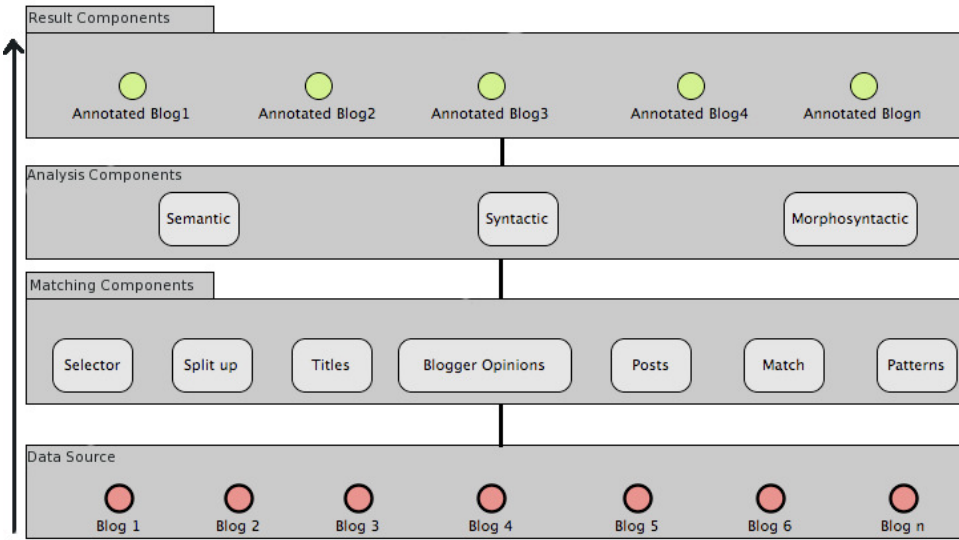 Result Components
Annotated Blog1 Annotated Blog2 Annotated Blog3 Annotated Blog4 Annotated Blogn
Analysis Components
Semantic Syntactic Morphosyntactic
Matching Components
Selector Split up Titles Blogger Opinions Posts Match Patterns
Data Source
Blog 1 Blog 2 Blog 3 Blog 4 Blog 5 Blog 6 Blog n